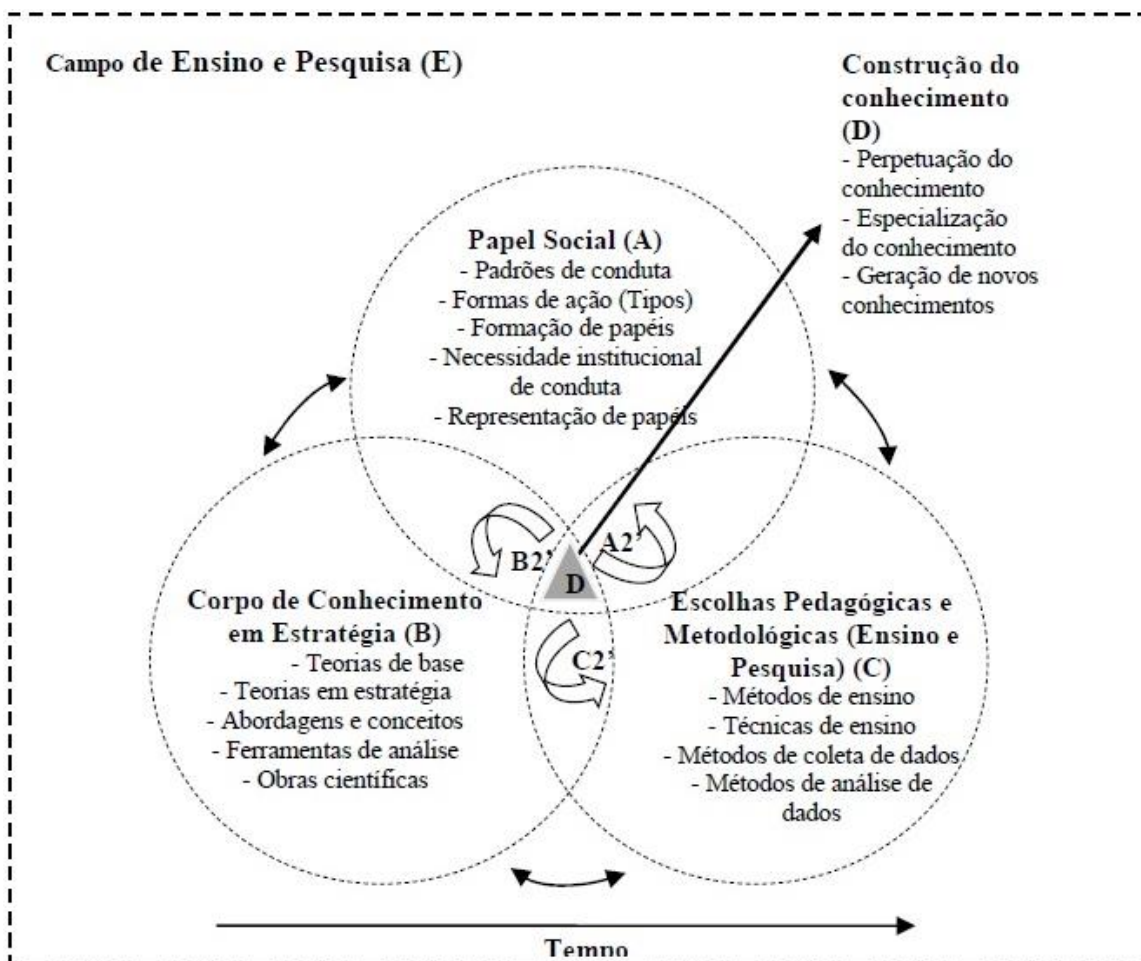 Campo de Ensino e Pesquisa (E)
Construção do
conhecimento
(D)
- Perpetuação do
conhecimento
- Especialização
do conhecimento
- Geração de novos
conhecimentos
Papel Social (A)
- Padrões de conduta
- Formas de ação (Tipos)
- Formação de papéis
- Necessidade institucional
de conduta
- Representação de papéis
B2’
A2’
D
C2’
Corpo de Conhecimento
em Estratégia (B)
- Teorias de base
- Teorias em estratégia
- Abordagens e conceitos
- Ferramentas de análise
- Obras científicas
Escolhas Pedagógicas e
Metodológicas (Ensino e
Pesquisa) (C)
- Métodos de ensino
- Técnicas de ensino
- Métodos de coleta de dados
- Métodos de análise de
dados
Tempo